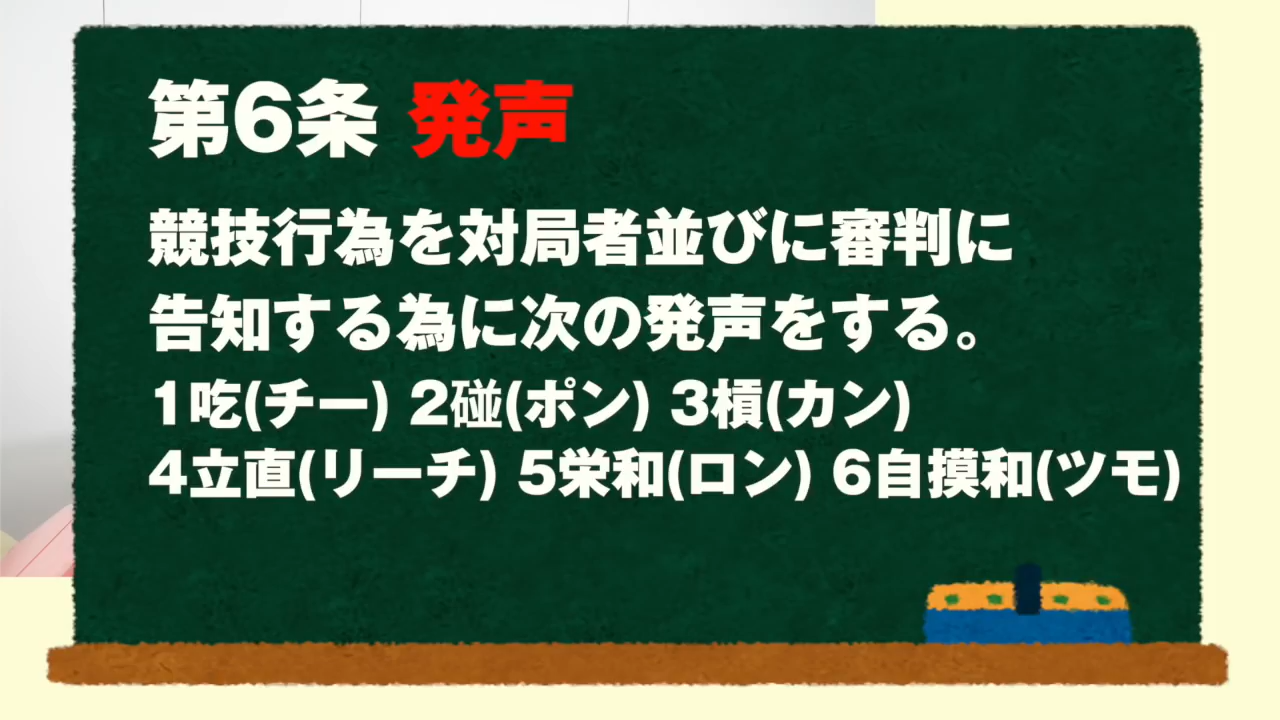 第6条 発声
競技行為を対局者並びに審判に
告知する為に次の発声をする。
1吃(チー) 2碰(ポン) 3槓(カン)
4立直(リーチ) 5栄和(ロン) 6自摸和(ツモ)